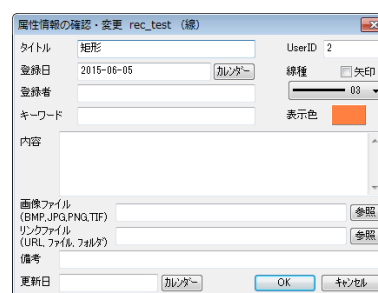 属性情報の確認・変更 rec_test （線）
タイトル 矩形 UserID 2
登録日 2015-06-05 カレンダー 線種 矢印
登録者 03
キーワード 表示色
内容
画像ファイル
(BMP,JPG,PNG,TIF) 参照
リンクファイル
(URL, ファイル, フォルダ) 参照
備考
更新日 カレンダー OK キャンセル